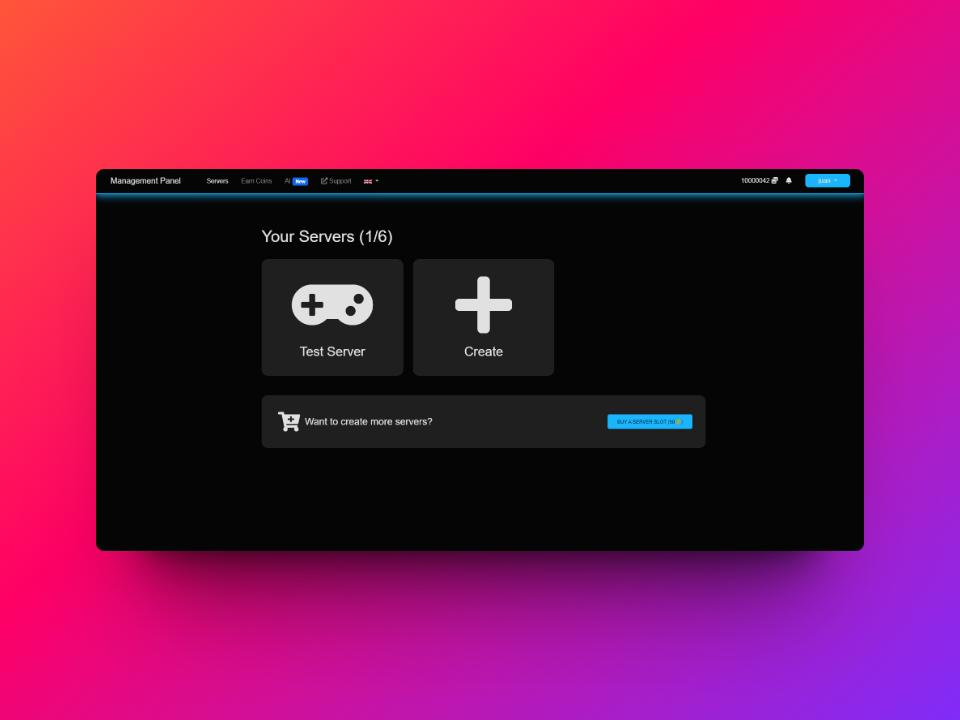 Management Panel Servers Earn Coins AI New Support 10000042 juan
Your Servers (1/6)
Test Server Create
Want to create more servers? BUY A SERVER SLOT